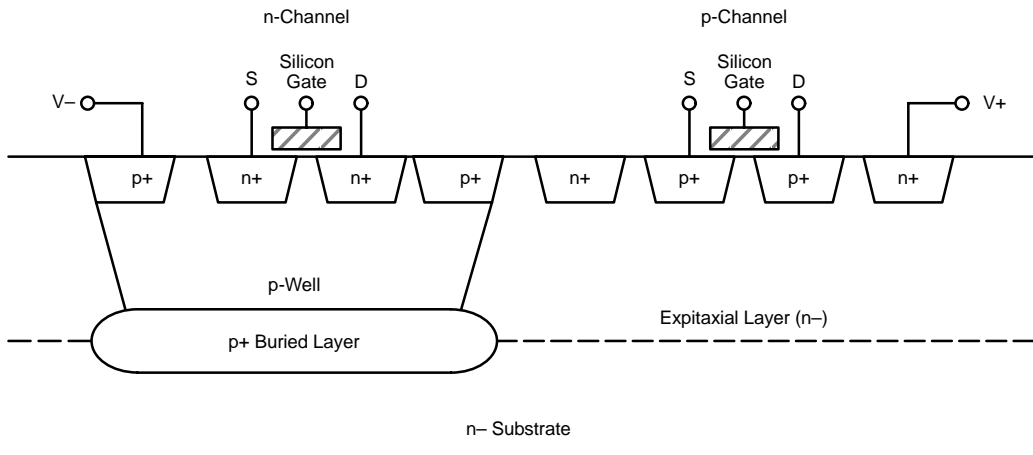 n-Channel
p-Channel
Silicon
Gate
S
D
Silicon
Gate
S
D
V–
V+
p+
n+
n+
p+
n+
p+
p+
n+
p-Well
Expitaxial Layer (n–)
p+ Buried Layer
n– Substrate